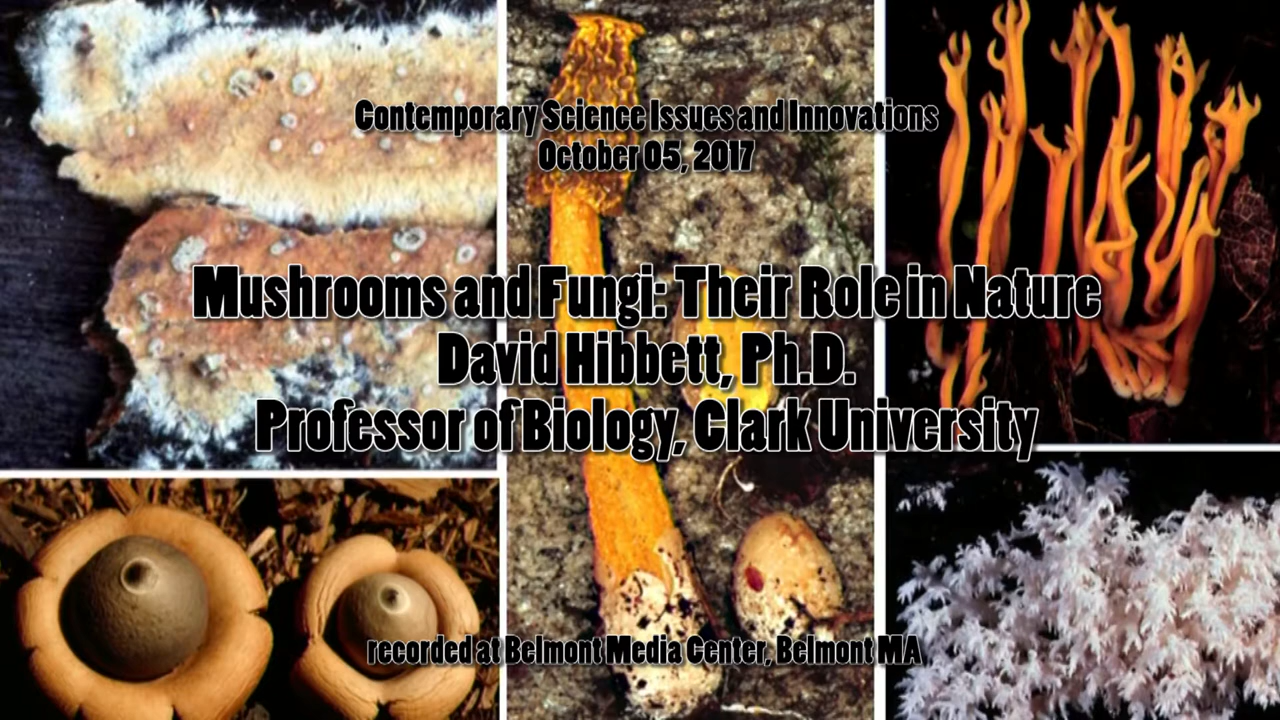 Contemporary Science Issues and Innovations
October 05, 2017
Mushrooms and Fungi: Their Role in Nature
David Hibbett, Ph.D.
Professor of Biology, Clark University
recorded at Belmont Media Center, Belmont MA